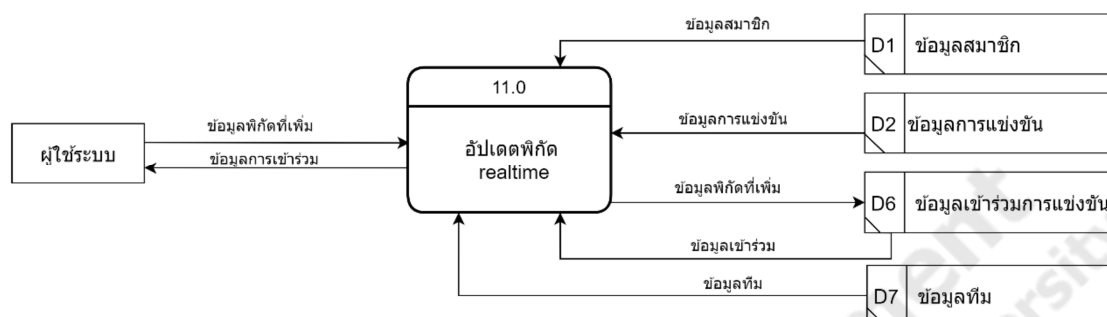 ข้อมูลสมาชิก
D1 ข้อมูลสมาชิก
11.0
ข้อมูลพิกัดที่เพิ่ม
ข้อมูลการแข่งขัน
D2 ข้อมูลการแข่งขัน
ผู้ใช้ระบบ
ข้อมูลการเข้าร่วม
อัปเดตพิกัด
realtime
ข้อมูลพิกัดที่เพิ่ม
D6 ข้อมูลเข้าร่วมการแข่งขัน
ข้อมูลเข้าร่วม
ข้อมูลทีม
D7 ข้อมูลทีม